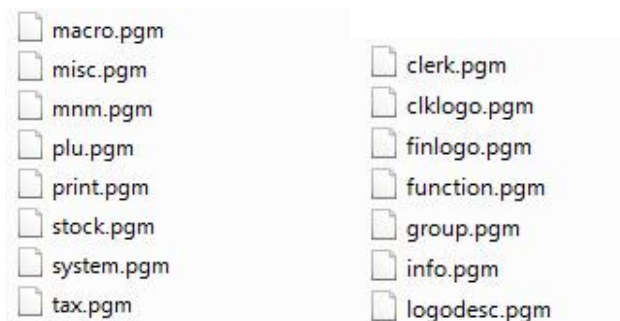 macro.pgm
misc.pgm
mnm.pgm
plu.pgm
print.pgm
stock.pgm
system.pgm
tax.pgm
clerk.pgm
clklogo.pgm
finlogo.pgm
function.pgm
group.pgm
info.pgm
logodesc.pgm